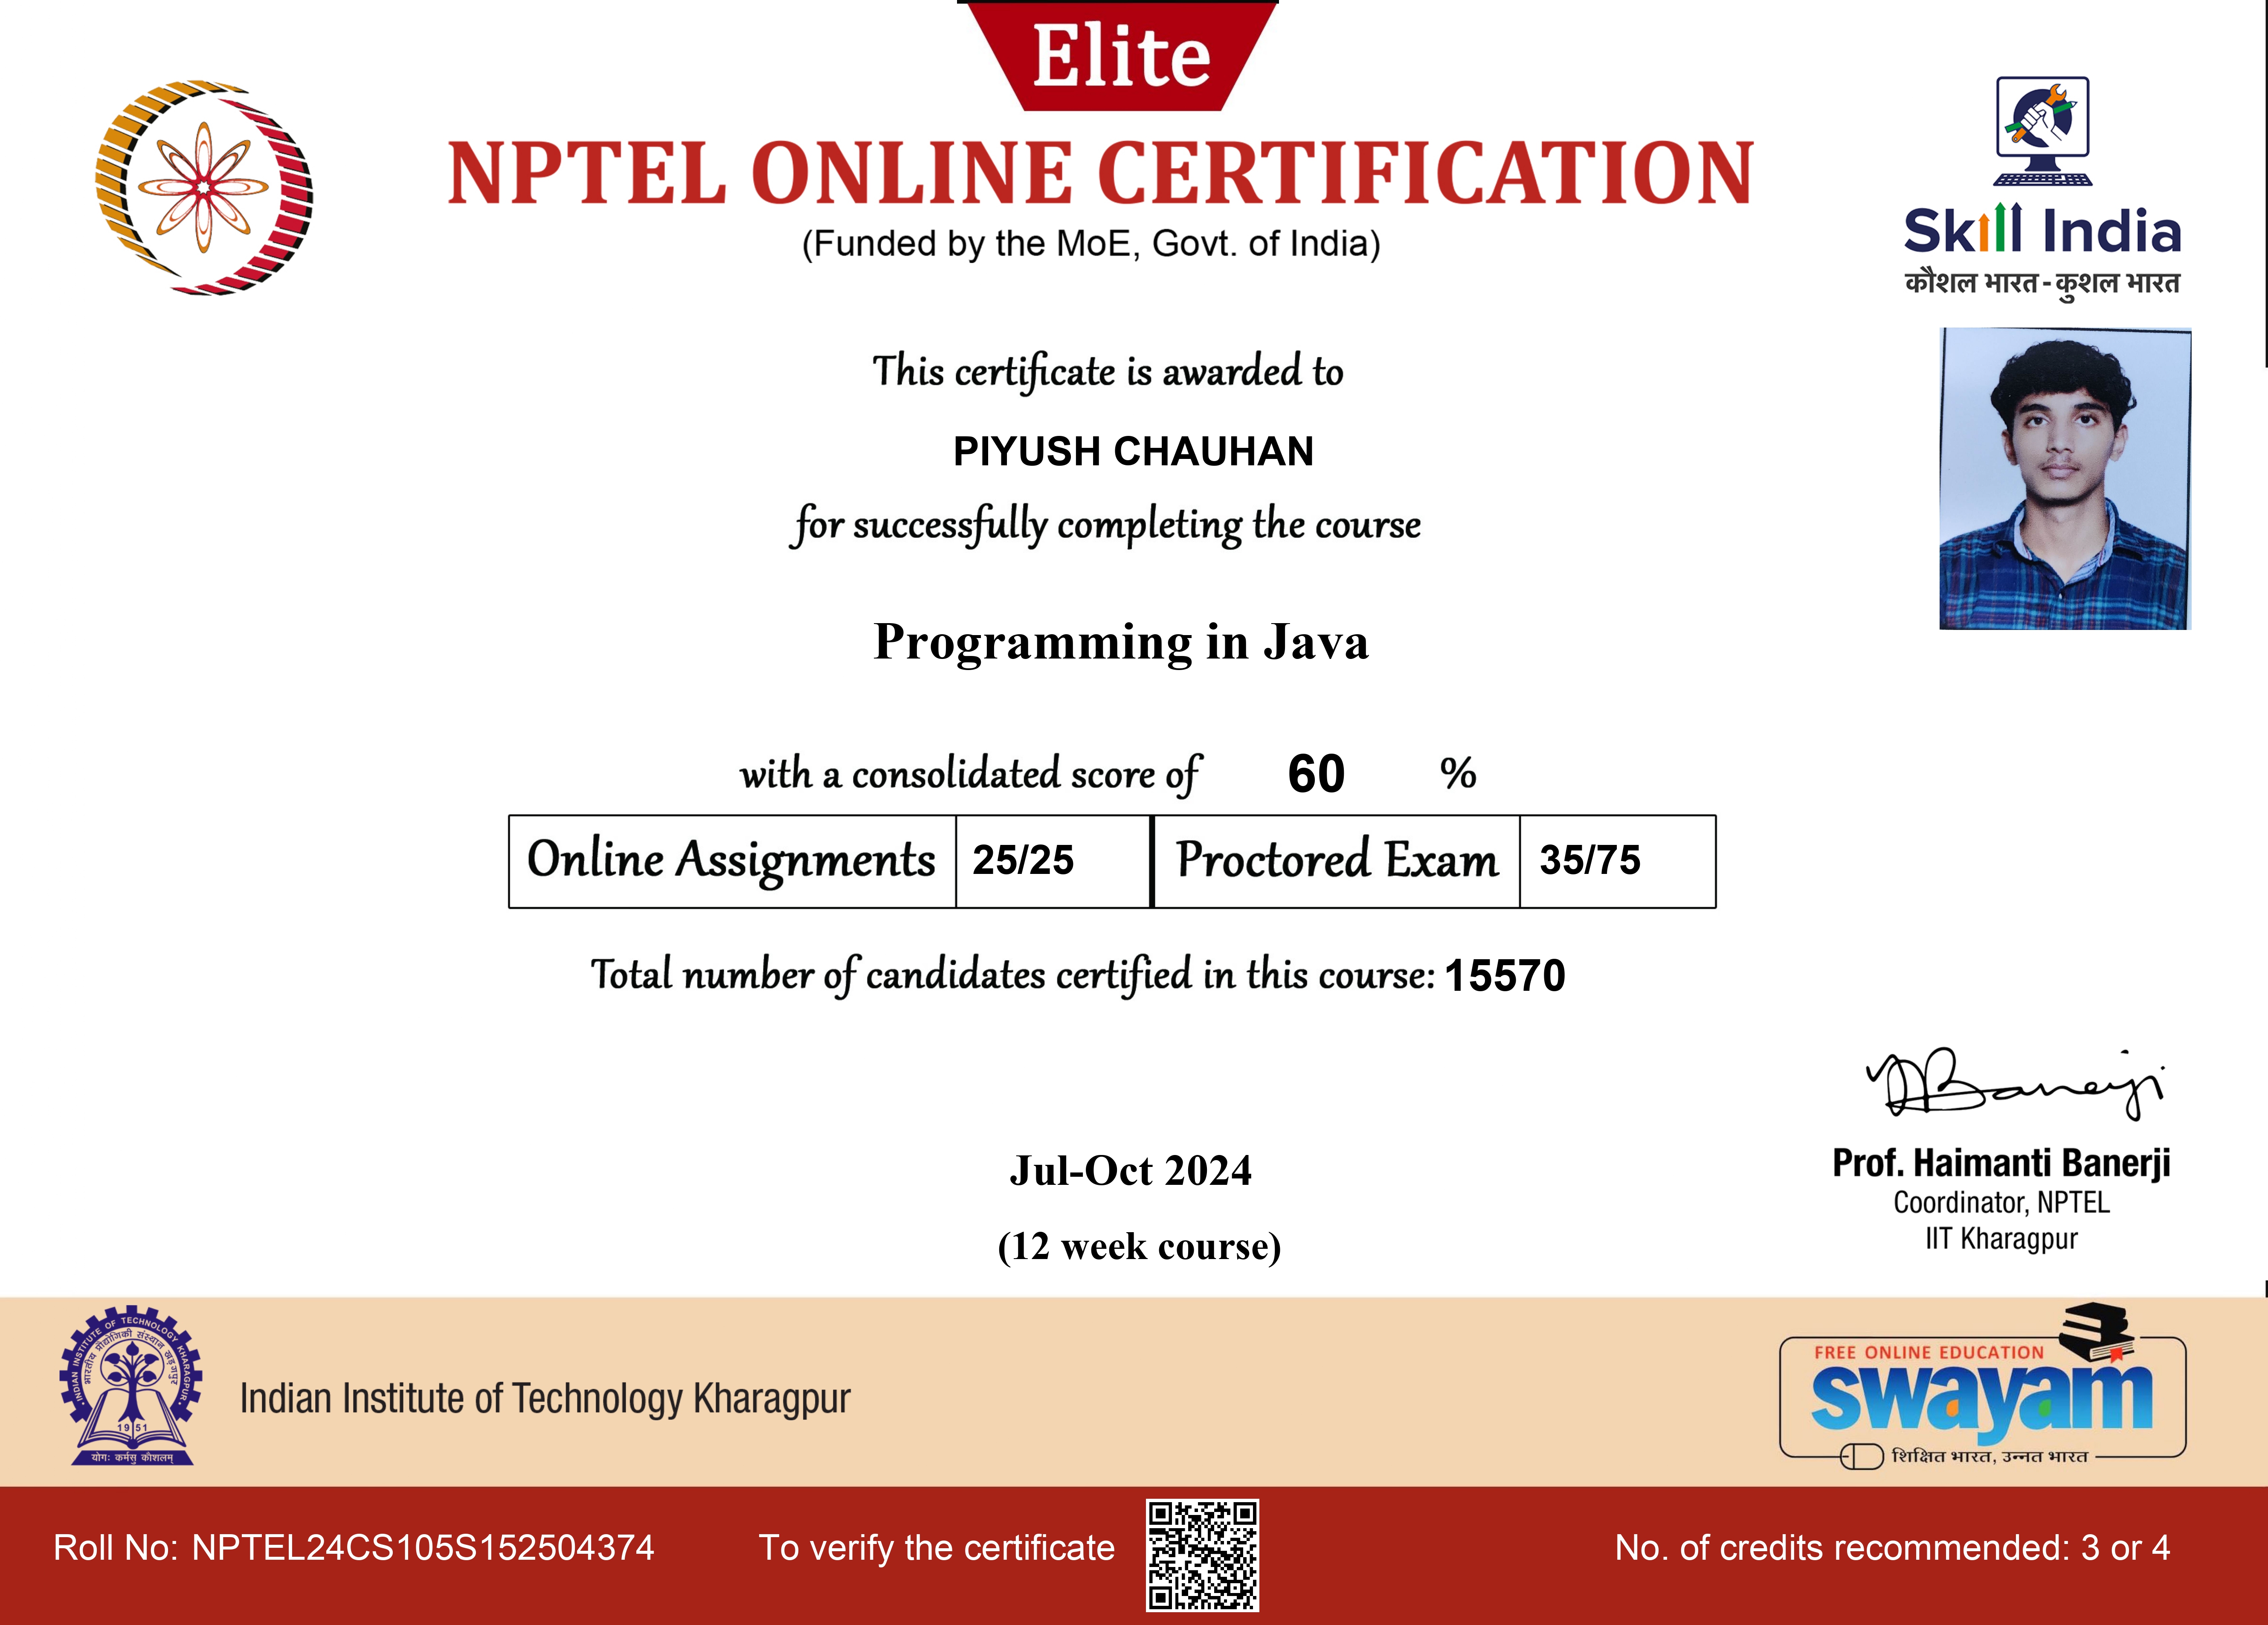 Elite
NPTEL ONLINE CERTIFICATION
(Funded by the MoE, Govt. of India)
Skill India
कौशल भारत - कुशल भारत
This certificate is awarded to
PIYUSH CHAUHAN
for successfully completing the course
Programming in Java
with a consolidated score of 60 %
Online Assignments 25/25 Proctored Exam 35/75
Total number of candidates certified in this course: 15570
Banerji
Prof. Haimanti Banerji
Coordinator, NPTEL
IIT Kharagpur
Jul-Oct 2024
(12 week course)
INDIAN INSTITUTE OF TECHNOLOGY KHARAGPUR
भारतीय प्रौद्योगिकी संस्थान खड़गपुर
1951
योगः कर्मसु कौशलम्
Indian Institute of Technology Kharagpur
FREE ONLINE EDUCATION
swayam
शिक्षित भारत, उन्नत भारत
Roll No: NPTEL24CS105S152504374
To verify the certificate
No. of credits recommended: 3 or 4